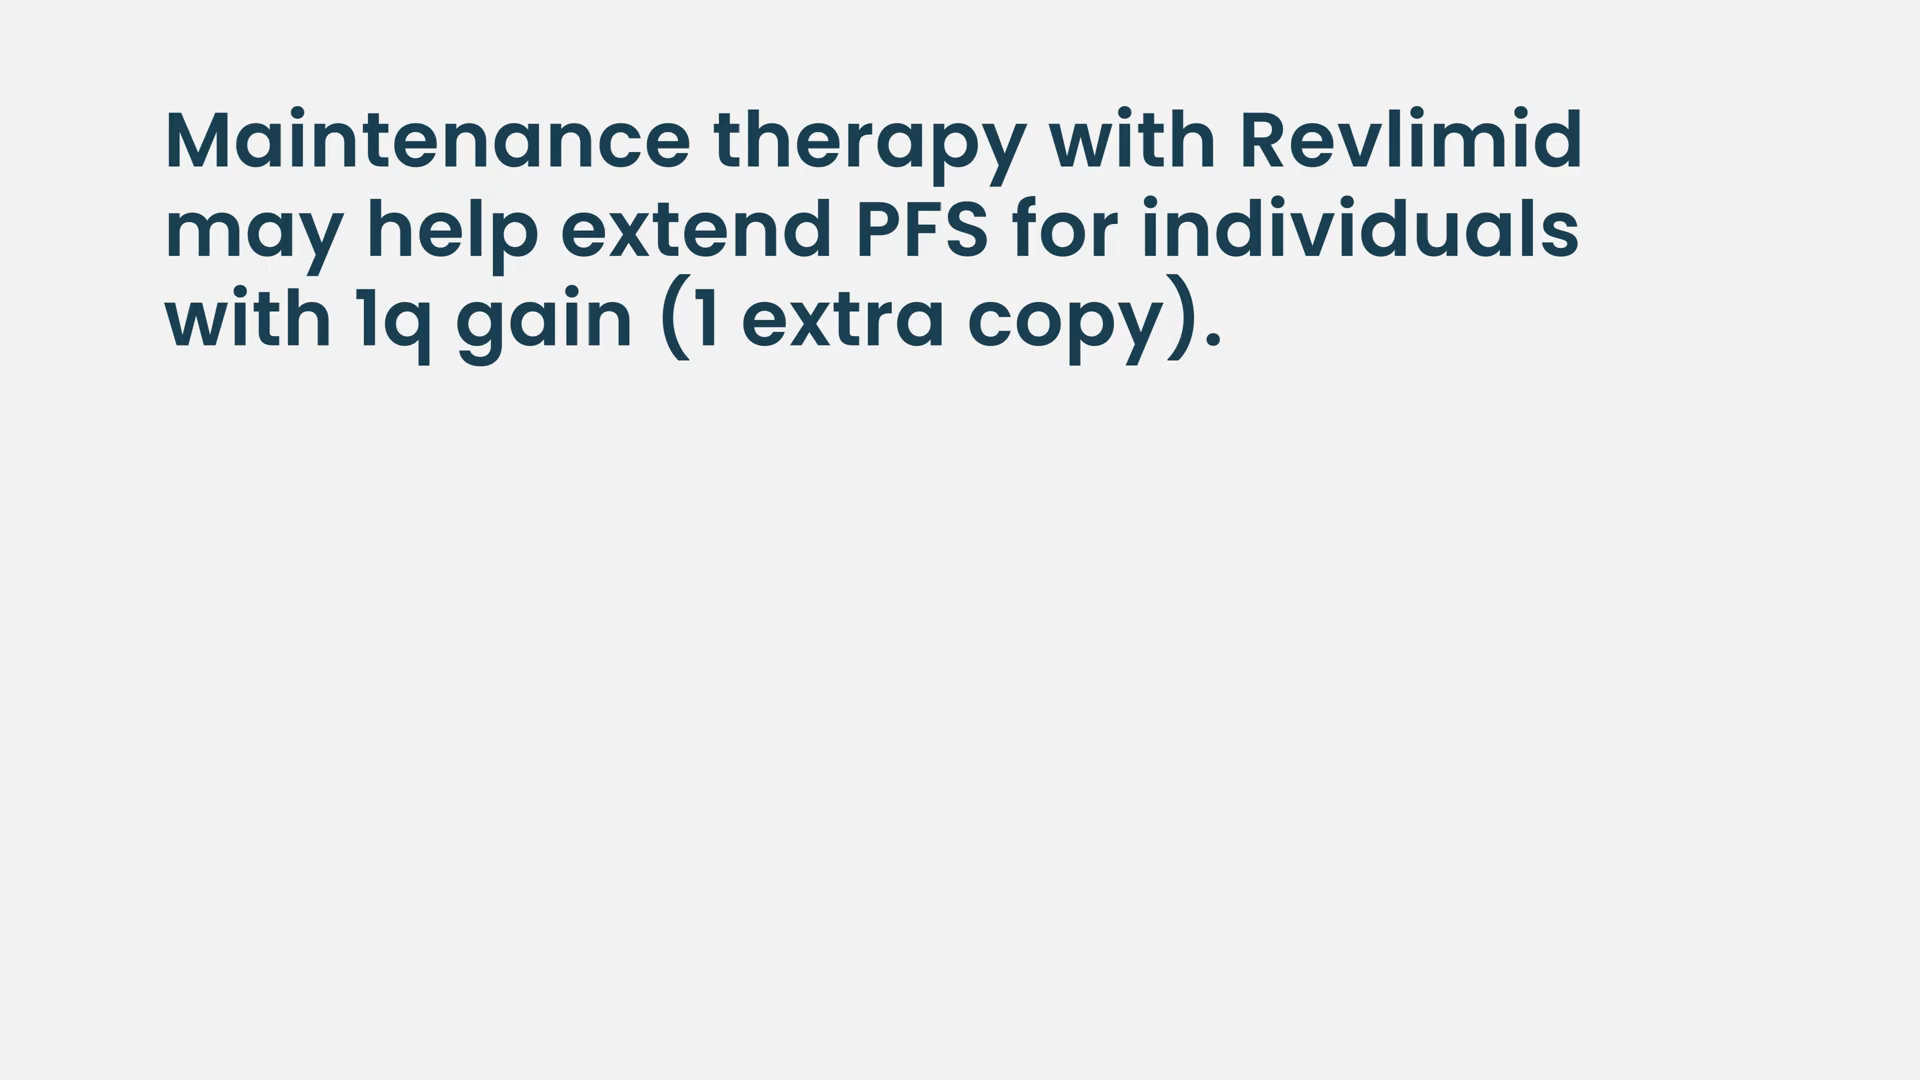 Maintenance therapy with Revlimid
may help extend PFS for individuals
with 1q gain (1 extra copy).